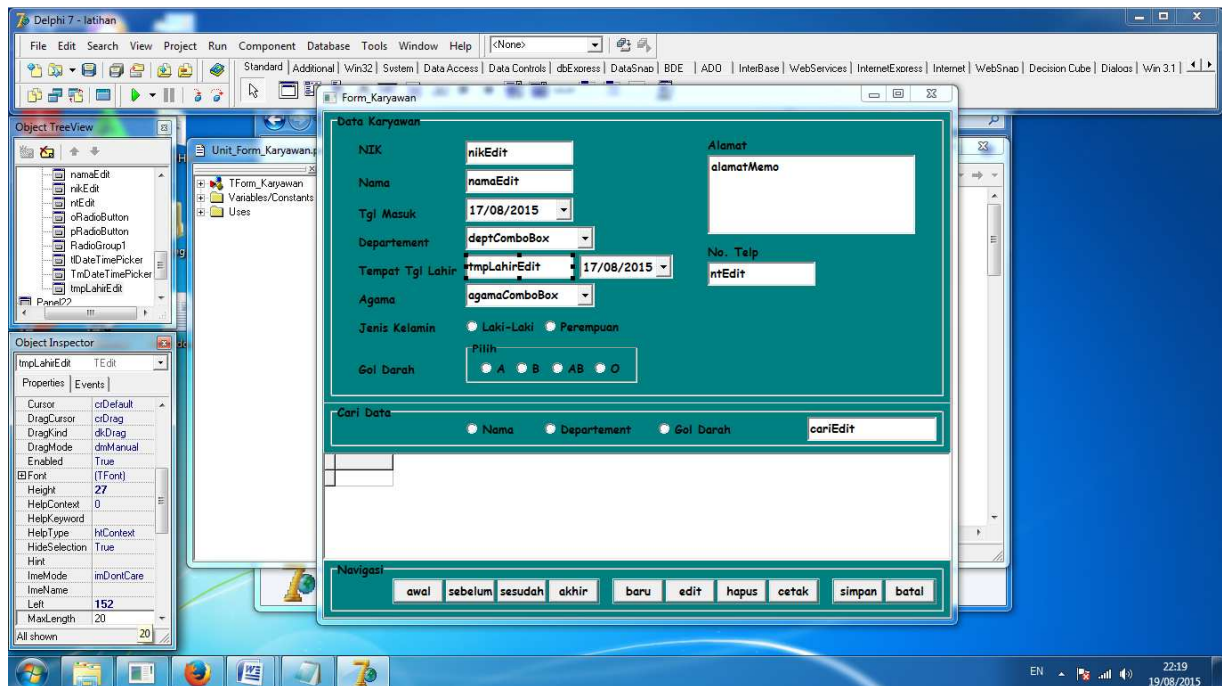 Delphi 7 - latihan
File Edit Search View Project Run Component Database Tools Window Help <None>
Standard Additional Win32 System Data Access Data Controls dbExpress DataSnap BDE ADO InterBase WebServices InternetExpress Internet WebSnap Decision Cube Dialogs Win 3.1
Form_Karyawan
Object TreeView
namaEdit
nikEdit
ntEdit
oRadioButton
pRadioButton
RadioGroup1
tlDateTimePicker
TmDateTimePicker
tmpLahirEdit
Panel22
Unit_Form_Karyawan.p
TForm_Karyawan
Variables/Constants
Uses
Data Karyawan
NIK nikEdit
Nama namaEdit
Tgl Masuk 17/08/2015
Departement deptComboBox
Tempat Tgl Lahir tmpLahirEdit 17/08/2015
Agama agamaComboBox
Jenis Kelamin Laki-Laki Perempuan
Pilih
Gol Darah A B AB O
Alamat
alamatMemo
No. Telp
ntEdit
Cari Data
Nama Departement Gol Darah cariEdit
Navigasi
awal sebelum sesudah akhir baru edit hapus cetak simpan batal
Object Inspector
tmpLahirEdit TEdit
Properties Events
Cursor crDefault
DragCursor crDrag
DragKind dkDrag
DragMode dmManual
Enabled True
Font (TFont)
Height 27
HelpContext 0
HelpKeyword
HelpType htContext
HideSelection True
Hint
ImeMode imDontCare
ImeName
Left 152
MaxLength 20
All shown 20
EN 22:19
19/08/2015